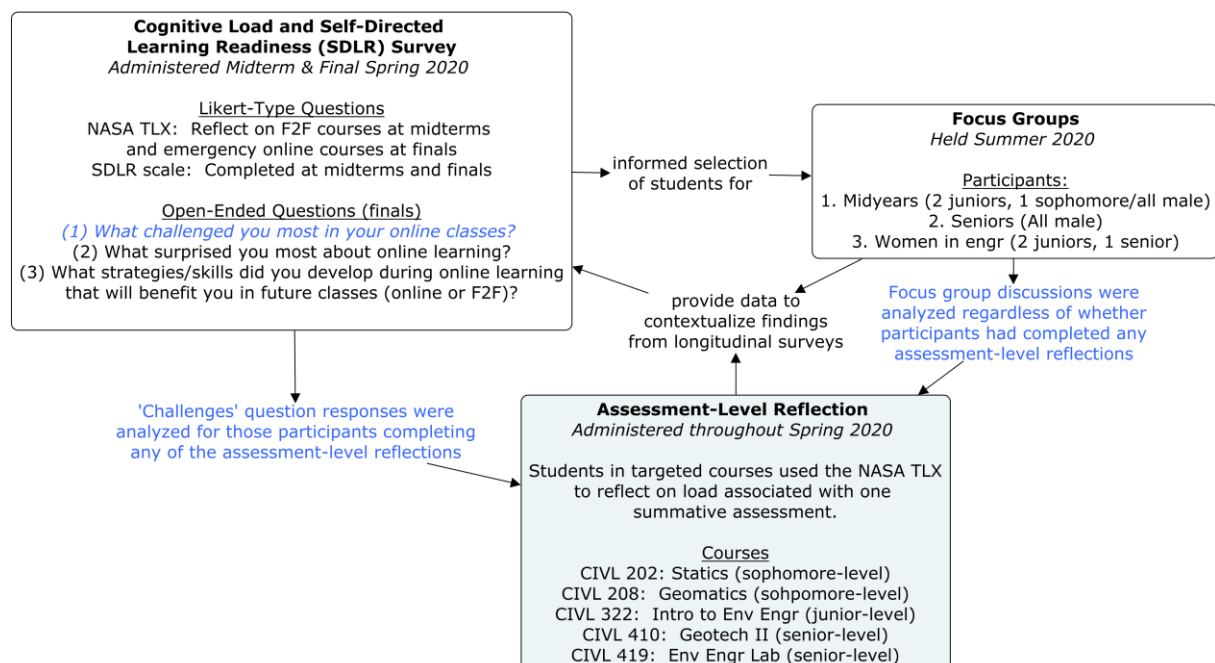 Cognitive Load and Self-Directed
Learning Readiness (SDLR) Survey
Administered Midterm & Final Spring 2020
Likert-Type Questions
NASA TLX: Reflect on F2F courses at midterms
and emergency online courses at finals
SDLR scale: Completed at midterms and finals
Open-Ended Questions (finals)
(1) What challenged you most in your online classes?
(2) What surprised you most about online learning?
(3) What strategies/skills did you develop during online learning
that will benefit you in future classes (online or F2F)?
informed selection
of students for
Focus Groups
Held Summer 2020
Participants:
1. Midyears (2 juniors, 1 sophomore/all male)
2. Seniors (All male)
3. Women in engr (2 juniors, 1 senior)
provide data to
contextualize findings
from longitudinal surveys
Focus group discussions were
analyzed regardless of whether
participants had completed any
assessment-level reflections
'Challenges' question responses were
analyzed for those participants completing
any of the assessment-level reflections
Assessment-Level Reflection
Administered throughout Spring 2020
Students in targeted courses used the NASA TLX
to reflect on load associated with one
summative assessment.
Courses
CIVL 202: Statics (sophomore-level)
CIVL 208: Geomatics (sohpomore-level)
CIVL 322: Intro to Env Engr (junior-level)
CIVL 410: Geotech II (senior-level)
CIVL 419: Env Engr Lab (senior-level)